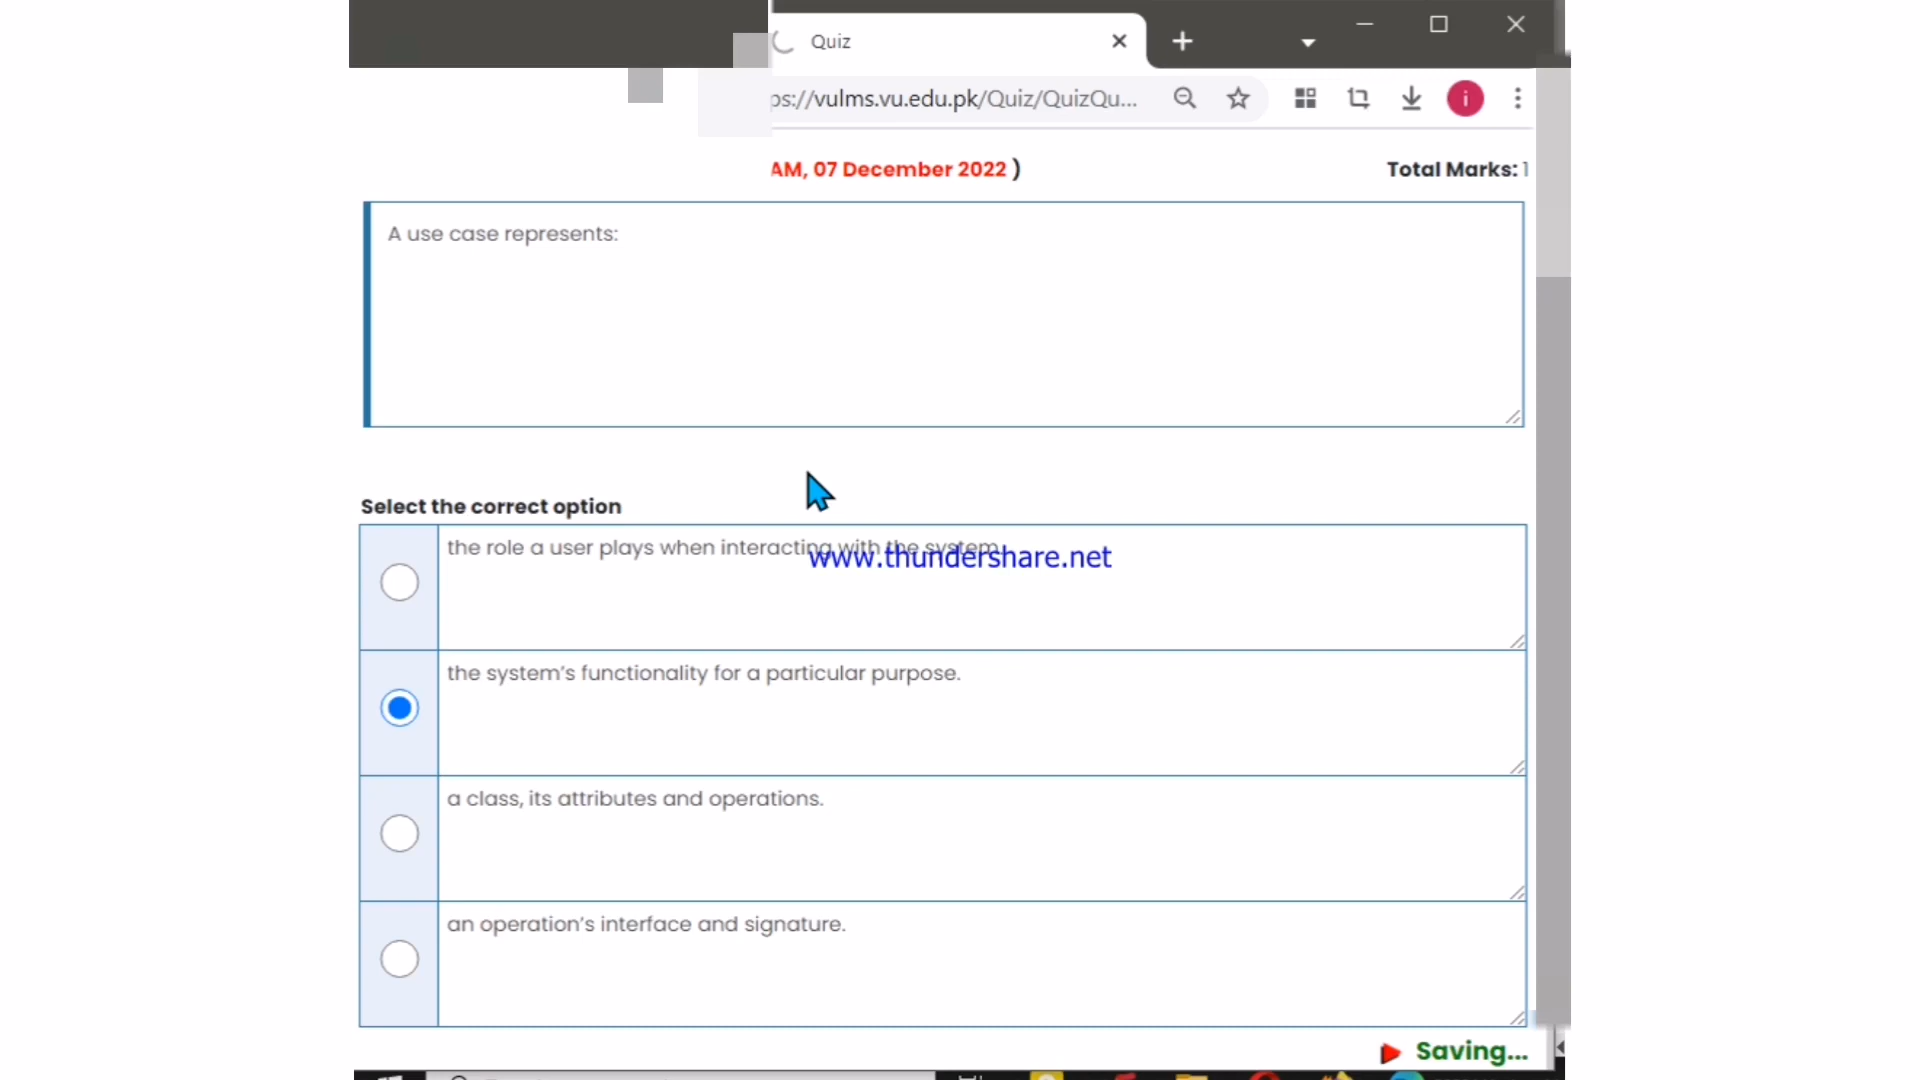 Quiz
ps://vulms.vu.edu.pk/Quiz/QuizQu...
i
AM, 07 December 2022 )
Total Marks: 1
A use case represents:
Select the correct option
the role a user plays when interacting with the system.
www.thundershare.net
the system's functionality for a particular purpose.
a class, its attributes and operations.
an operation's interface and signature.
Saving...